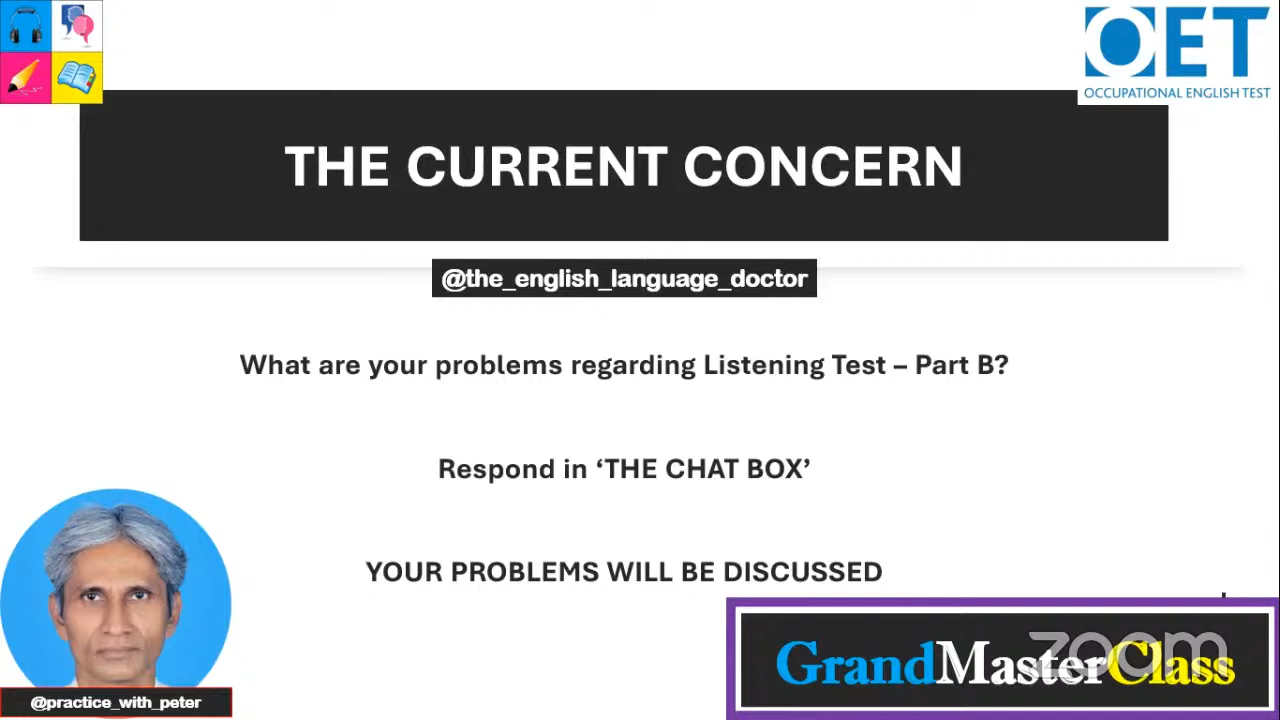 OET
OCCUPATIONAL ENGLISH TEST
THE CURRENT CONCERN
@the_english_language_doctor
What are your problems regarding Listening Test – Part B?
Respond in ‘THE CHAT BOX’
YOUR PROBLEMS WILL BE DISCUSSED
zoom
GrandMasterClass
@practice_with_peter